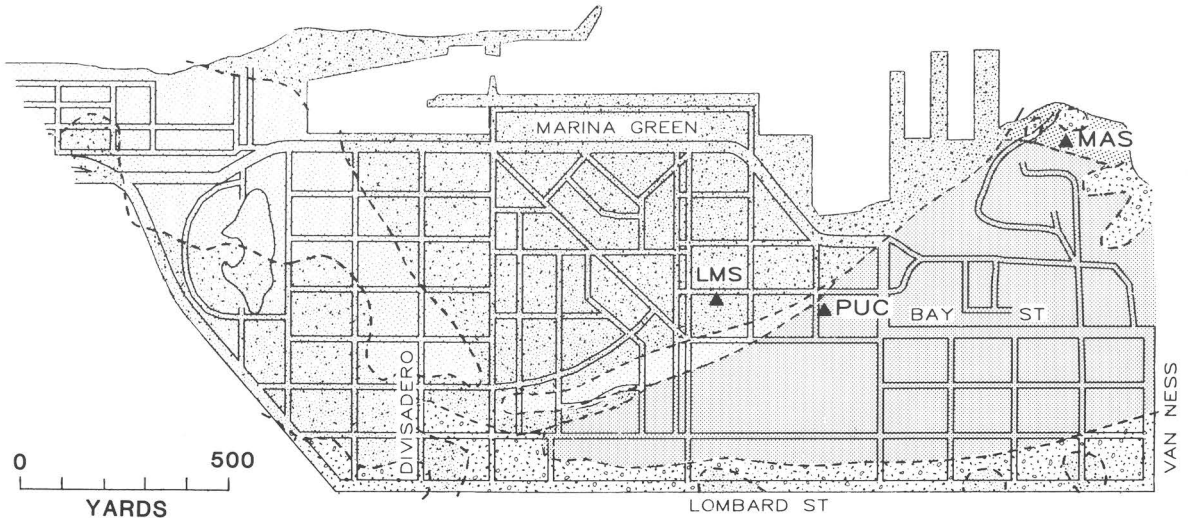 MARINA GREEN
MAS
LMS
PUC
BAY ST
DIVISADERO
VAN NESS
0 500
YARDS
LOMBARD ST